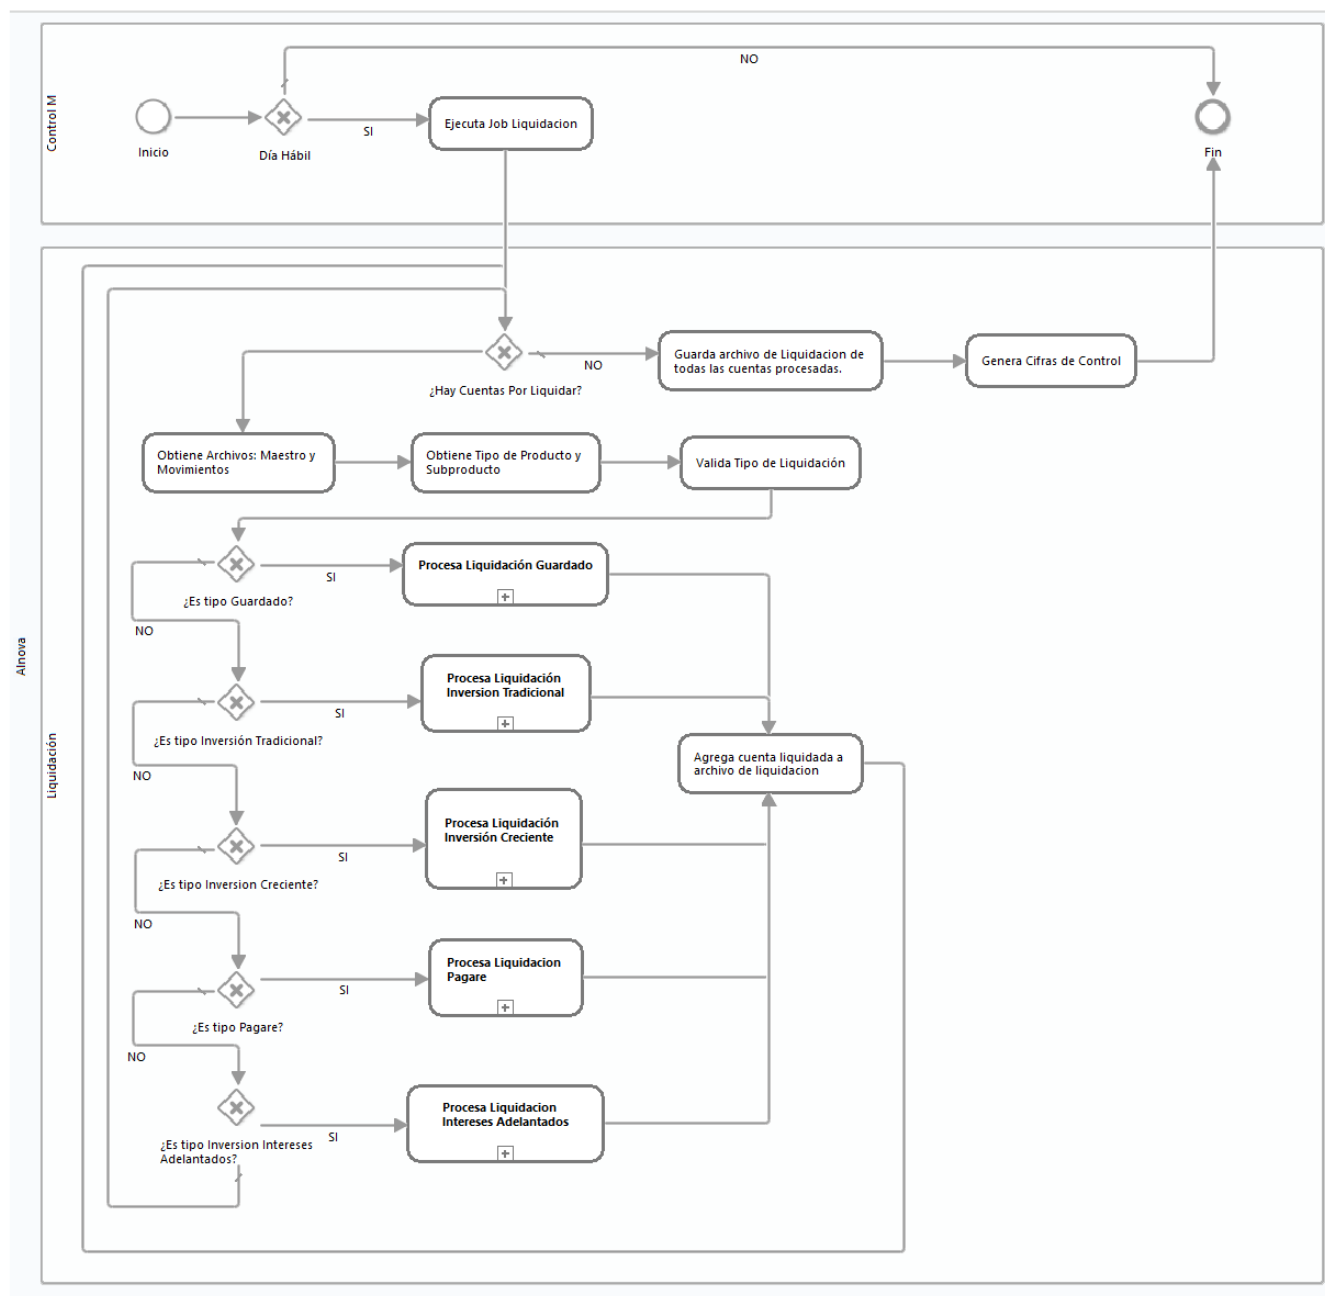 Control M
NO
Inicio
Día Hábil
SI
Ejecuta Job Liquidacion
Fin
Alnova
Liquidación
¿Hay Cuentas Por Liquidar?
NO
Guarda archivo de Liquidacion de
todas las cuentas procesadas.
Genera Cifras de Control
Obtiene Archivos: Maestro y
Movimientos
Obtiene Tipo de Producto y
Subproducto
Valida Tipo de Liquidación
¿Es tipo Guardado?
SI
Procesa Liquidación Guardado
NO
¿Es tipo Inversión Tradicional?
SI
Procesa Liquidación
Inversion Tradicional
NO
Agrega cuenta liquidada a
archivo de liquidacion
¿Es tipo Inversion Creciente?
SI
Procesa Liquidación
Inversión Creciente
NO
¿Es tipo Pagare?
SI
Procesa Liquidacion
Pagare
NO
¿Es tipo Inversion Intereses
Adelantados?
SI
Procesa Liquidacion
Intereses Adelantados